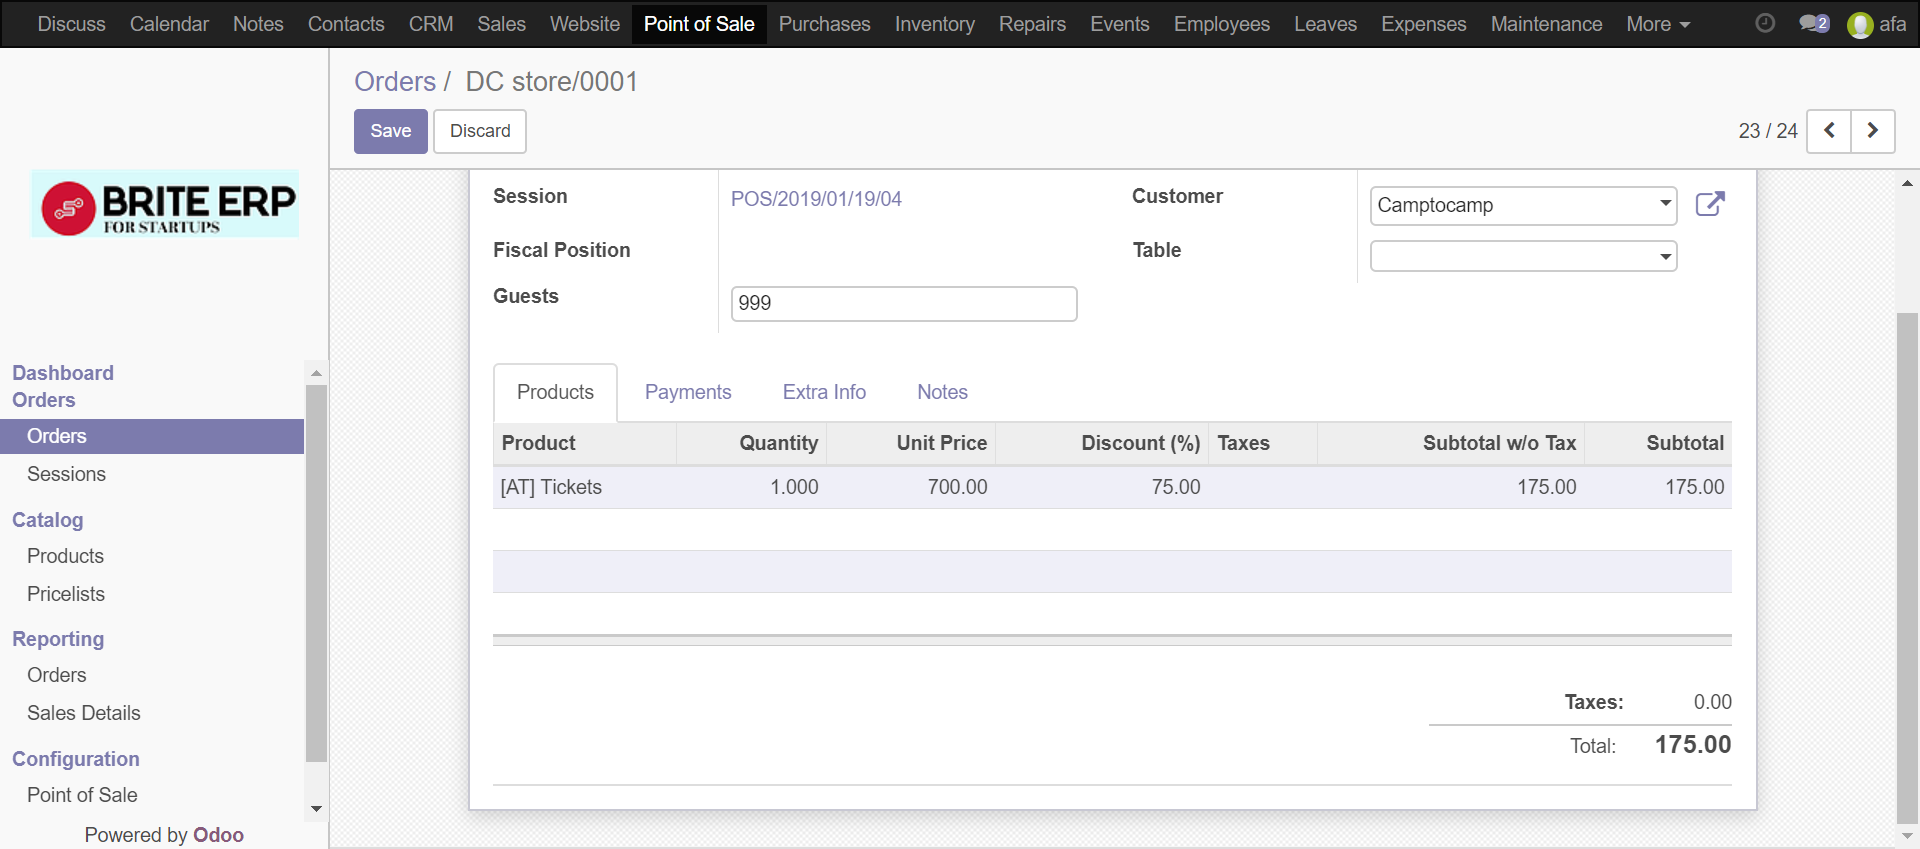 Discuss Calendar Notes Contacts CRM Sales Website Point of Sale Purchases Inventory Repairs Events Employees Leaves Expenses Maintenance More 2 afa
Orders / DC store/0001
Save Discard
23 / 24
BRITE ERP
FOR STARTUPS
Dashboard
Orders
Orders
Sessions
Catalog
Products
Pricelists
Reporting
Orders
Sales Details
Configuration
Point of Sale
Powered by Odoo
Session POS/2019/01/19/04 Customer Camptocamp
Fiscal Position Table
Guests 999
Products Payments Extra Info Notes
Product Quantity Unit Price Discount (%) Taxes Subtotal w/o Tax Subtotal
[AT] Tickets 1.000 700.00 75.00 175.00 175.00
Taxes: 0.00
Total: 175.00